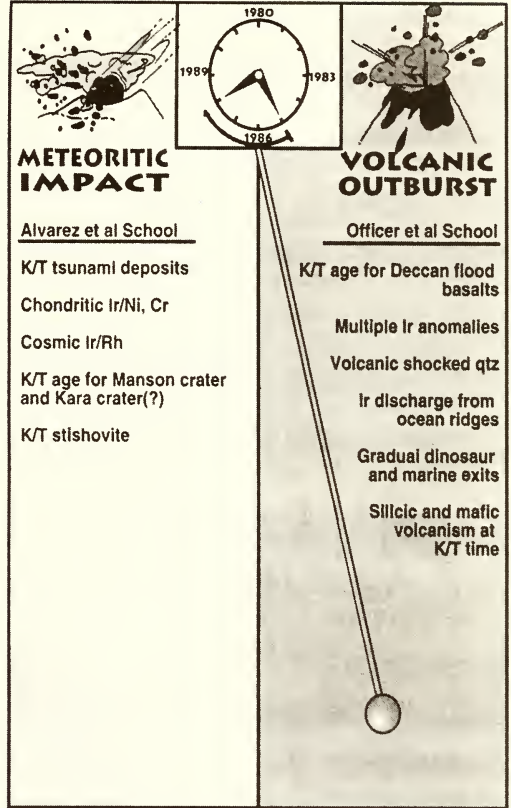 1980
1989
1983
1986
METEORITIC
IMPACT
Alvarez et al School
K/T tsunami deposits
Chondritic Ir/Ni, Cr
Cosmic Ir/Rh
K/T age for Manson crater
and Kara crater(?)
K/T stishovite
VOLCANIC
OUTBURST
Officer et al School
K/T age for Deccan flood
basalts
Multiple Ir anomalies
Volcanic shocked qtz
Ir discharge from
ocean ridges
Gradual dinosaur
and marine exits
Silicic and mafic
volcanism at
K/T time